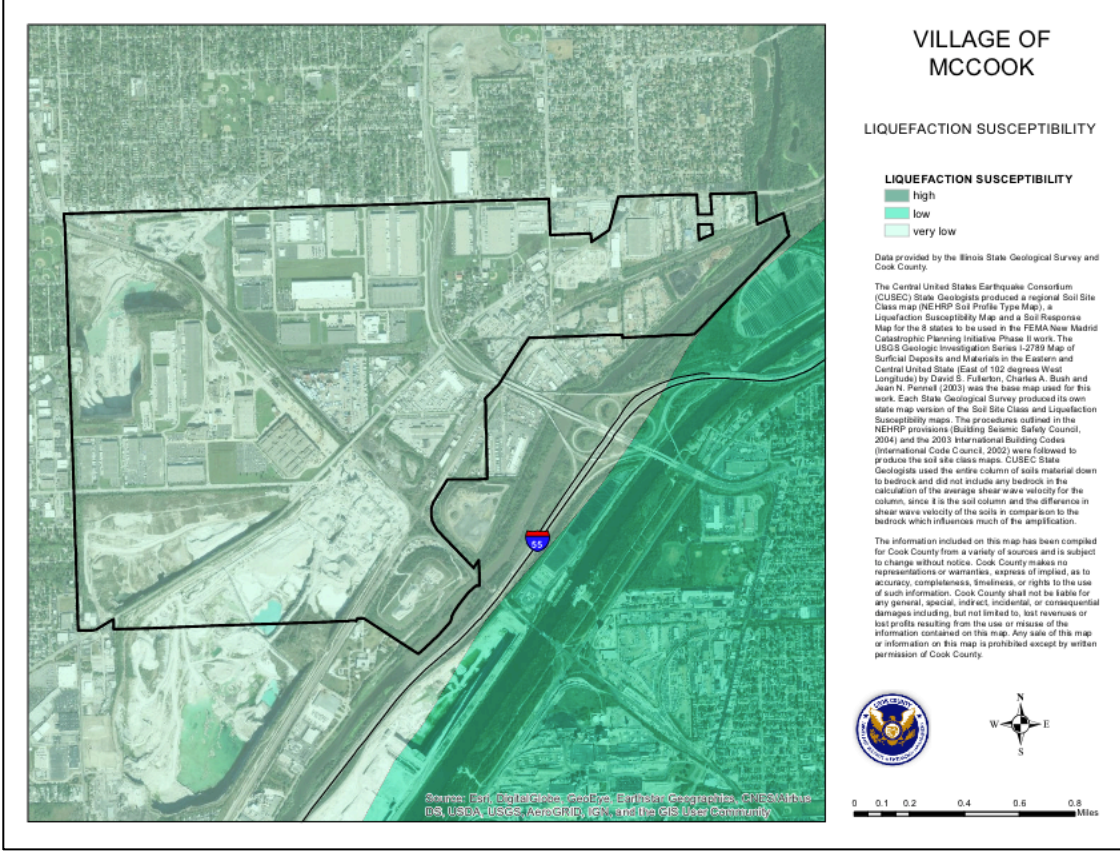 VILLAGE OF
MCCOOK
LIQUEFACTION SUSCEPTIBILITY
LIQUEFACTION SUSCEPTIBILITY
high
low
very low
Data provided by the Illinois State Geological Survey and
Cook County.
The Central United States Earthquake Consortium
(CUSEC) State Geologists produced a regional Soil Site
Class map (NEHRP Soil Profile Type Map), a
Liquefaction Susceptibility Map and a Soil Response
Map for the 8 states to be used in the FEMA New Madrid
Catastrophic Planning Initiative Phase II work. The
USGS Geologic Investigation Series I-2789 Map of
Surficial Deposits and Materials in the Eastern and
Central United State (East of 102 degrees West
Longitude) by David S. Fullerton, Charles A. Bush and
Jean N. Pennell (2003) was the base map used for this
work. Each State Geological Survey produced its own
state map version of the Soil Site Class and Liquefaction
Susceptibility maps. The procedures outlined in the
NEHRP provisions (Building Seismic Safety Council,
2004) and the 2003 International Building Codes
(International Code Council, 2002) were followed to
produce the soil site class maps. CUSEC State
Geologists used the entire column of soils material down
to bedrock and did not include any bedrock in the
calculation of the average shear wave velocity for the
column, since it is the soil column and the difference in
shear wave velocity of the soils in comparison to the
bedrock which influences much of the amplification.
The information included on this map has been compiled
for Cook County from a variety of sources and is subject
to change without notice. Cook County makes no
representations or warranties, express of implied, as to
accuracy, completeness, timeliness, or rights to the use
of such information. Cook County shall not be liable for
any general, special, indirect, incidental, or consequential
damages including, but not limited to, lost revenues or
lost profits resulting from the use or misuse of the
information contained on this map. Any sale of this map
or information on this map is prohibited except by written
permission of Cook County.
55
Source: Esri, DigitalGlobe, GeoEye, Earthstar Geographics, CNES/Airbus
DS, USDA, USGS, AeroGRID, IGN, and the GIS User Community
N
W E
S
0 0.1 0.2 0.4 0.6 0.8
Miles